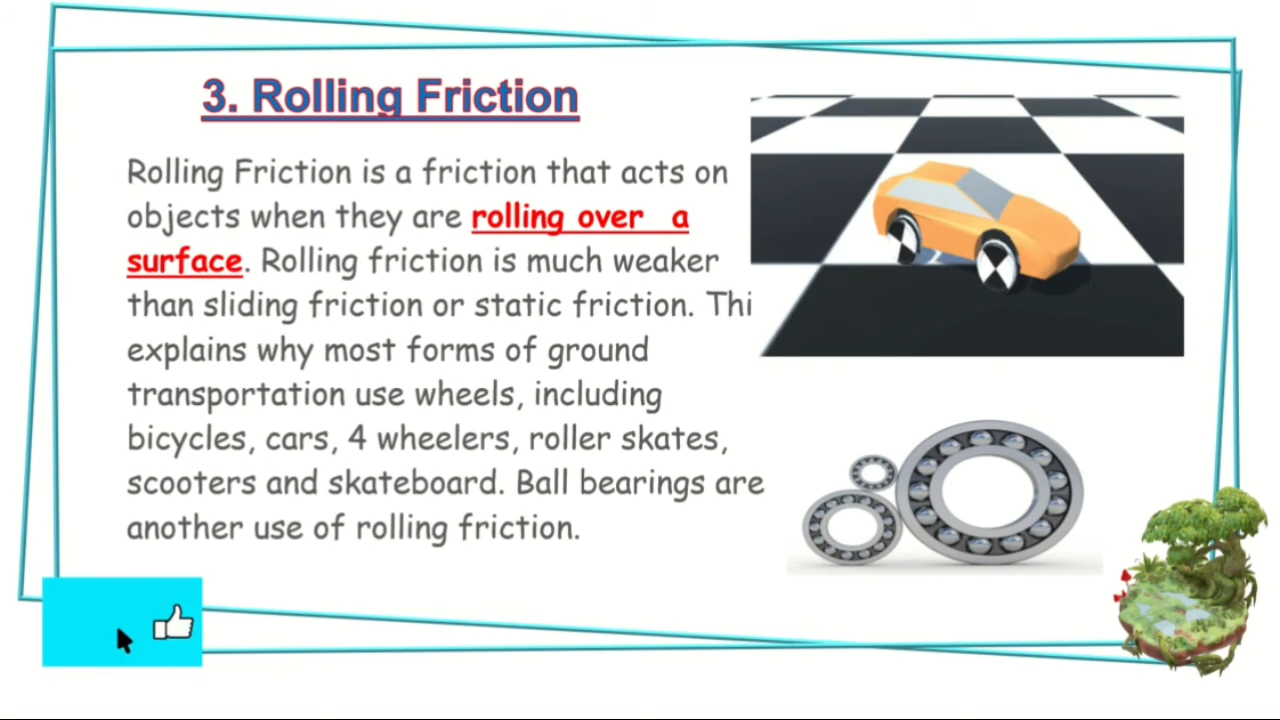 3. Rolling Friction
Rolling Friction is a friction that acts on
objects when they are rolling over a
surface. Rolling friction is much weaker
than sliding friction or static friction. Thi
explains why most forms of ground
transportation use wheels, including
bicycles, cars, 4 wheelers, roller skates,
scooters and skateboard. Ball bearings are
another use of rolling friction.